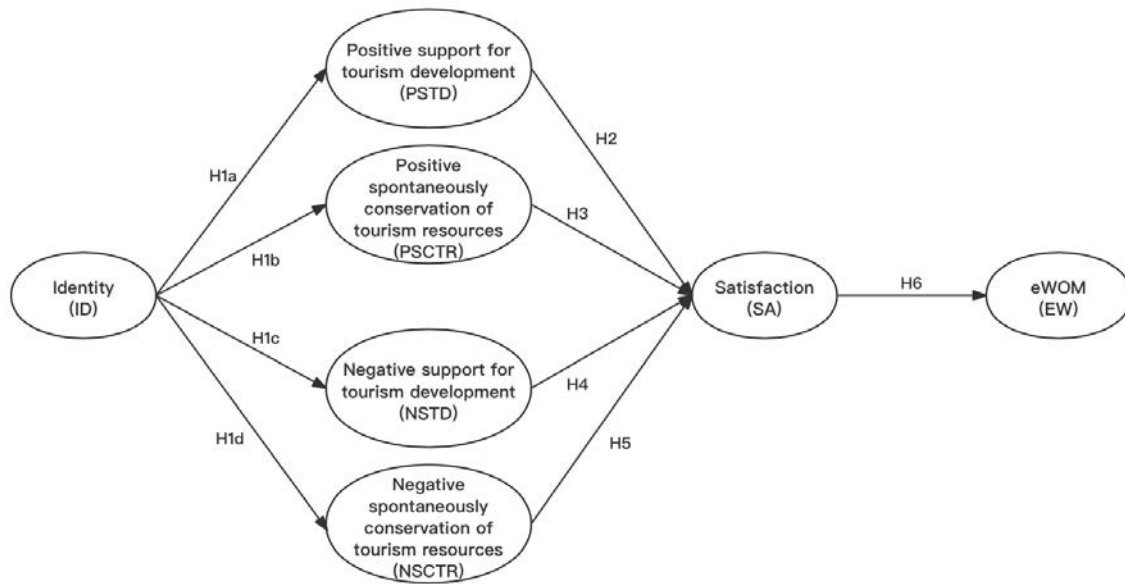 Positive support for
tourism development
(PSTD)
H2
H1a
Positive
spontaneously
conservation of
tourism resources
(PSCTR)
H3
H1b
Identity
(ID)
Satisfaction
(SA)
H6
eWOM
(EW)
H1c
Negative support for
tourism development
(NSTD)
H4
H1d
H5
Negative
spontaneously
conservation of
tourism resources
(NSCTR)